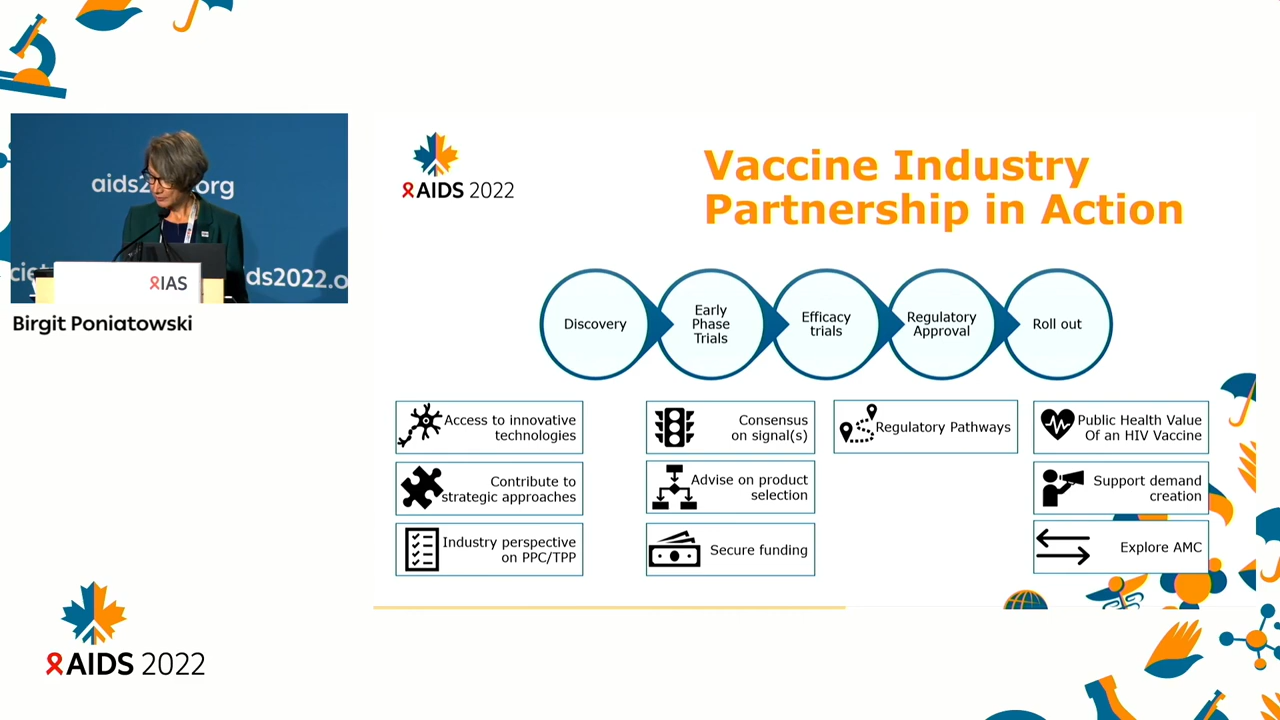 aids2
org
ciet
ds2022.o
IAS
Birgit Poniatowski
AIDS 2022
Vaccine Industry
Partnership in Action
Discovery
Early
Phase
Trials
Efficacy
trials
Regulatory
Approval
Roll out
Access to innovative
technologies
Contribute to
strategic approaches
Industry perspective
on PPC/TPP
Consensus
on signal(s)
Advise on product
selection
Secure funding
Regulatory Pathways
Public Health Value
Of an HIV Vaccine
Support demand
creation
Explore AMC
AIDS 2022